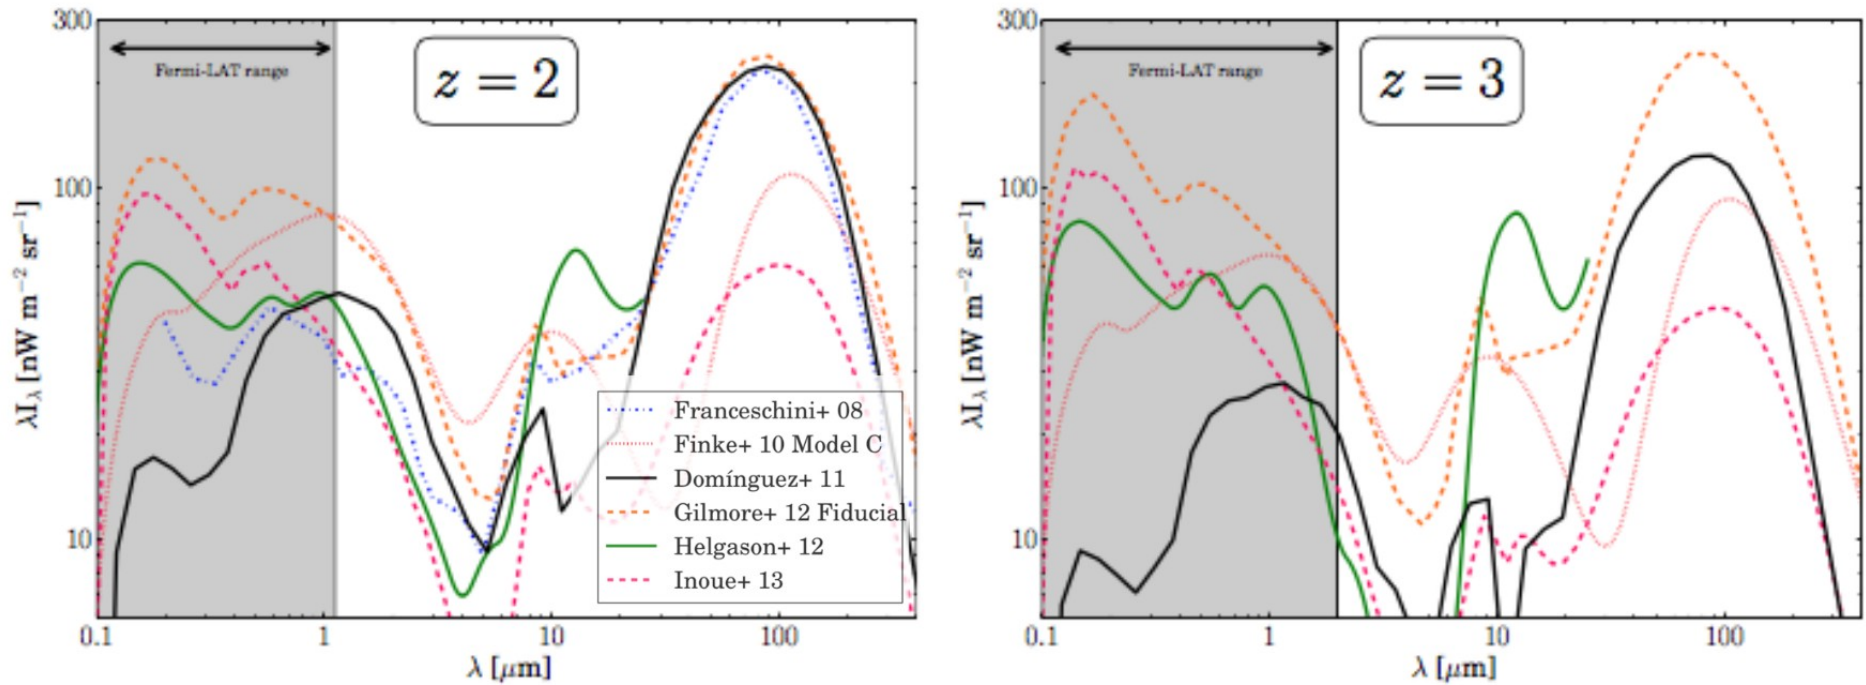 300
Fermi-LAT range
z = 2
100
10
λI_λ [nW m⁻² sr⁻¹]
Franceschini+ 08
Finke+ 10 Model C
Domínguez+ 11
Gilmore+ 12 Fiducial
Helgason+ 12
Inoue+ 13
0.1 1 10 100
λ [μm]
300
Fermi-LAT range
z = 3
100
10
λI_λ [nW m⁻² sr⁻¹]
0.1 1 10 100
λ [μm]